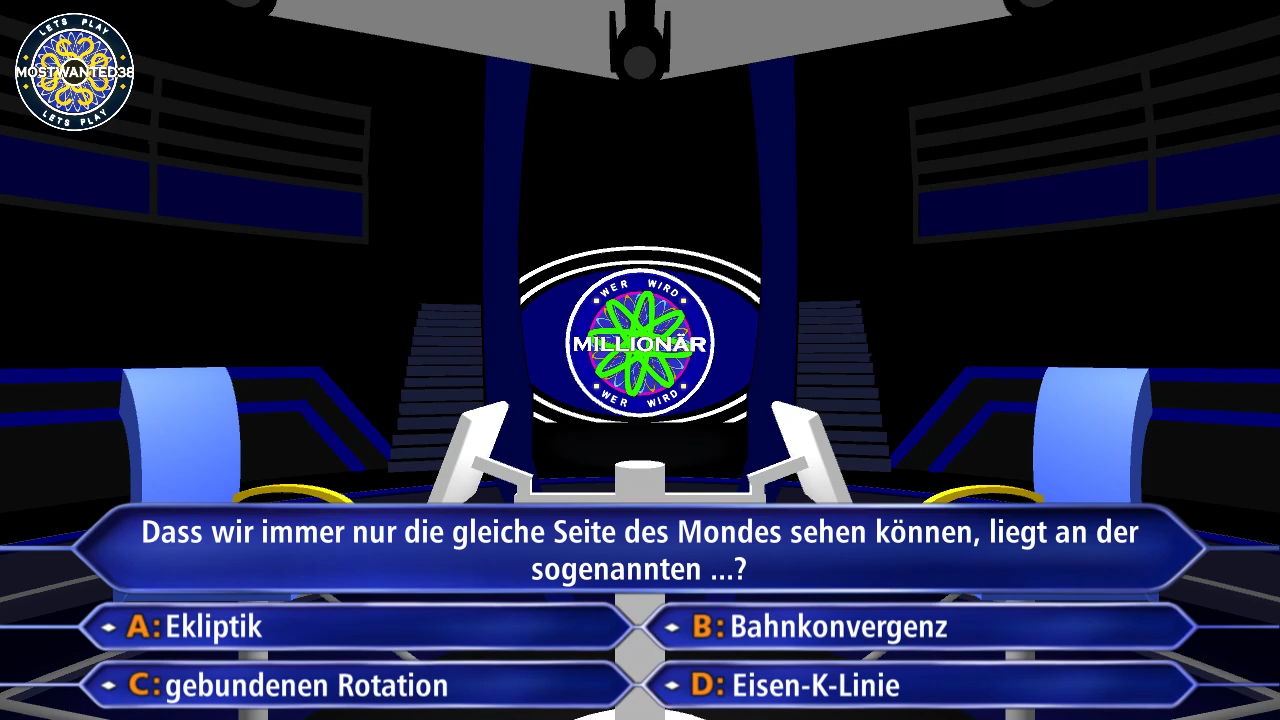 LETS PLAY
MOSTWANTED38
LETS PLAY
WER WIRD
MILLIONÄR
WER WIRD
Dass wir immer nur die gleiche Seite des Mondes sehen können, liegt an der
sogenannten ...?
A: Ekliptik
B: Bahnkonvergenz
C: gebundenen Rotation
D: Eisen-K-Linie